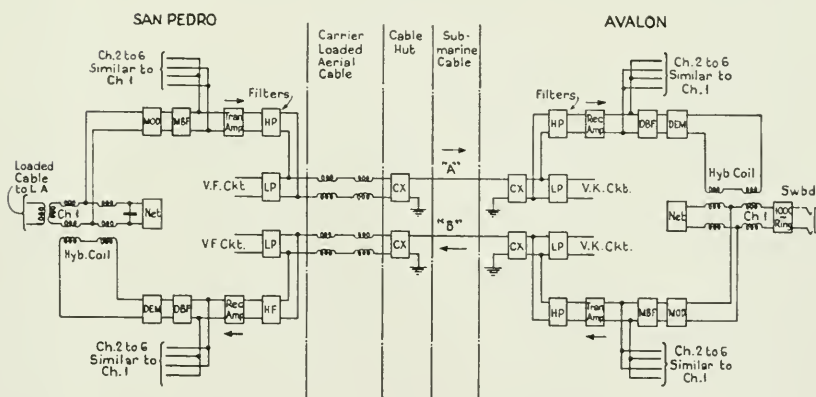 SAN PEDRO
AVALON
Ch. 2 to 6
Similar to
Ch 1
Carrier
Loaded
Aerial
Cable
Cable
Hut
Sub-
marine
Cable
Ch. 2 to 6
Similar to
Ch. 1
Filters
MOD
MBF
Tran
Amp
HP
Filters
HP
Rec
Amp
DBF
DEM
Loaded
Cable
to L A
Ch 1
Net
V.F. Ckt
LP
CX
"A"
CX
LP
V.K. Ckt.
Hyb Coil
Swbd
Net
Ch 1
1000~
Ring
Hyb. Coil
V F Ckt.
LP
CX
"B"
CX
LP
V.K. Ckt.
DEM
DBF
Rec
Amp
HF
HP
Tran
Amp
MBF
MOD
Ch. 2 to 6
Similar to
Ch. 1
Ch. 2 to 6
Similar to
Ch 1